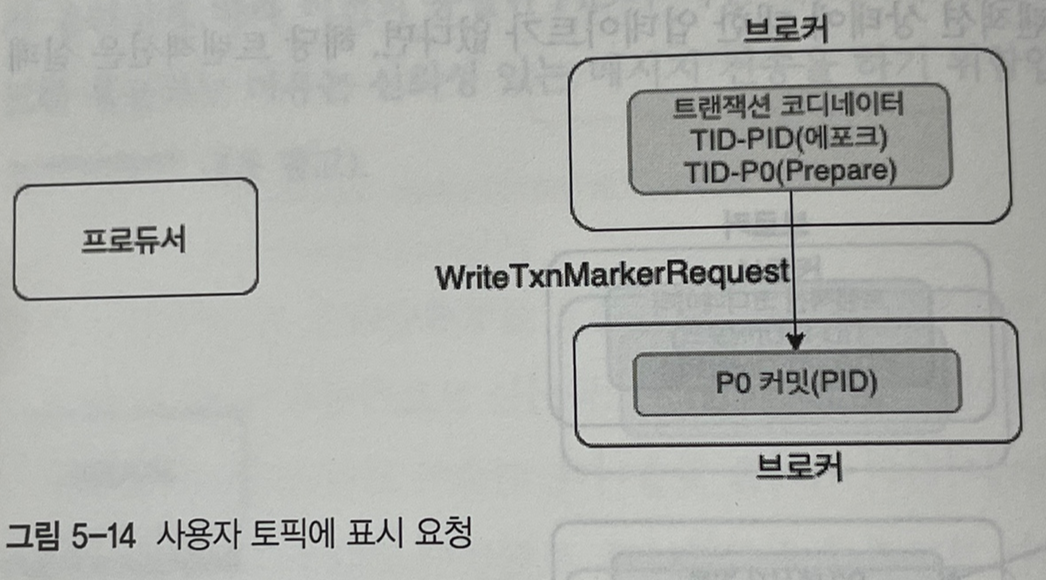 브로커
트랜잭션 코디네이터
TID-PID(에포크)
TID-P0(Prepare)
프로듀서
WriteTxnMarkerRequest
P0 커밋(PID)
브로커
그림 5-14 사용자 토픽에 표시 요청